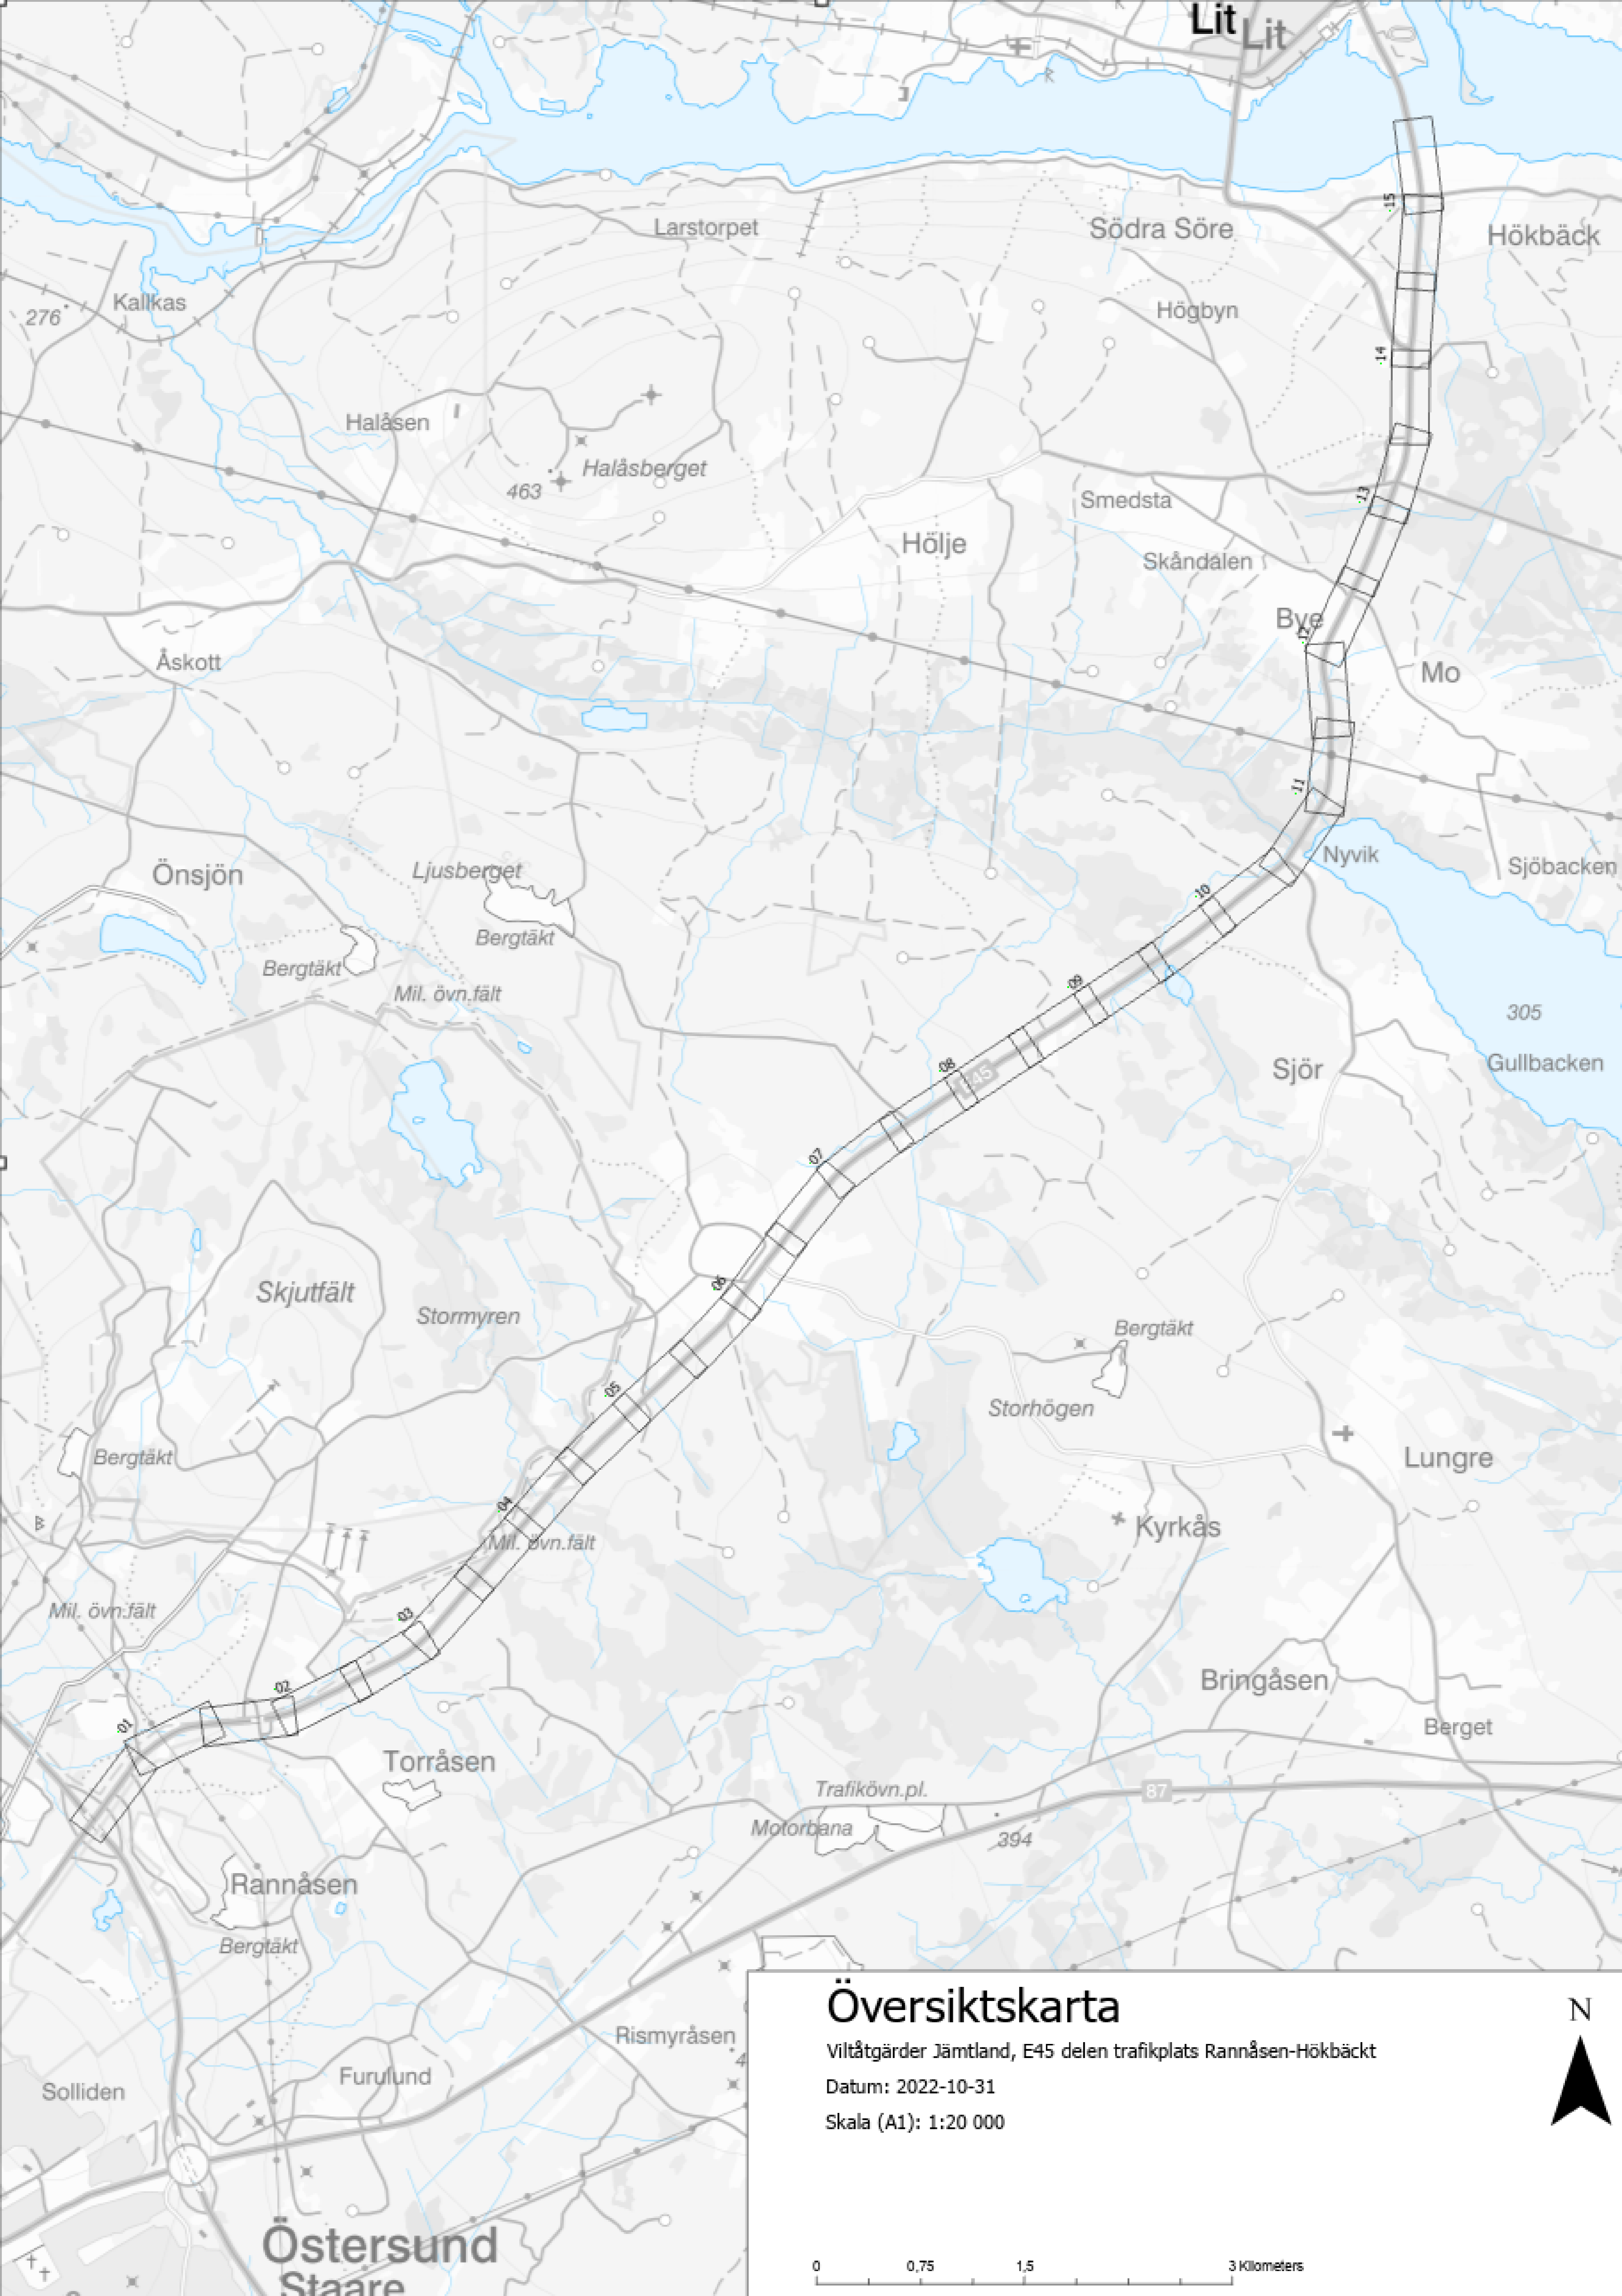 Lit
Lit
15
Larstorpet
Södra Söre
Hökbäck
Kallkas
276
Högbyn
14
Halåsen
Halåsberget
463
Smedsta
13
Hölje
Skåndalen
Bye
12
Åskott
Mo
11
Nyvik
Sjöbacken
Önsjön
Ljusberget
10
Bergtäkt
Bergtäkt
Mil. övn.fält
09
305
Gullbacken
Sjör
08
E45
07
Skjutfält
06
Stormyren
Bergtäkt
05
Storhögen
Bergtäkt
Lungre
04
Kyrkås
Mil. övn.fält
Mil. övn.fält
03
Bringåsen
02
01
Berget
Torråsen
Trafikövn.pl.
87
Motorbana
394
Rannåsen
Bergtäkt
Översiktskarta
N
Rismyråsen
Viltåtgärder Jämtland, E45 delen trafikplats Rannåsen-Hökbäckt
Furulund
Datum: 2022-10-31
Solliden
Skala (A1): 1:20 000
Östersund
Staare
0 0,75 1,5 3 Kilometers